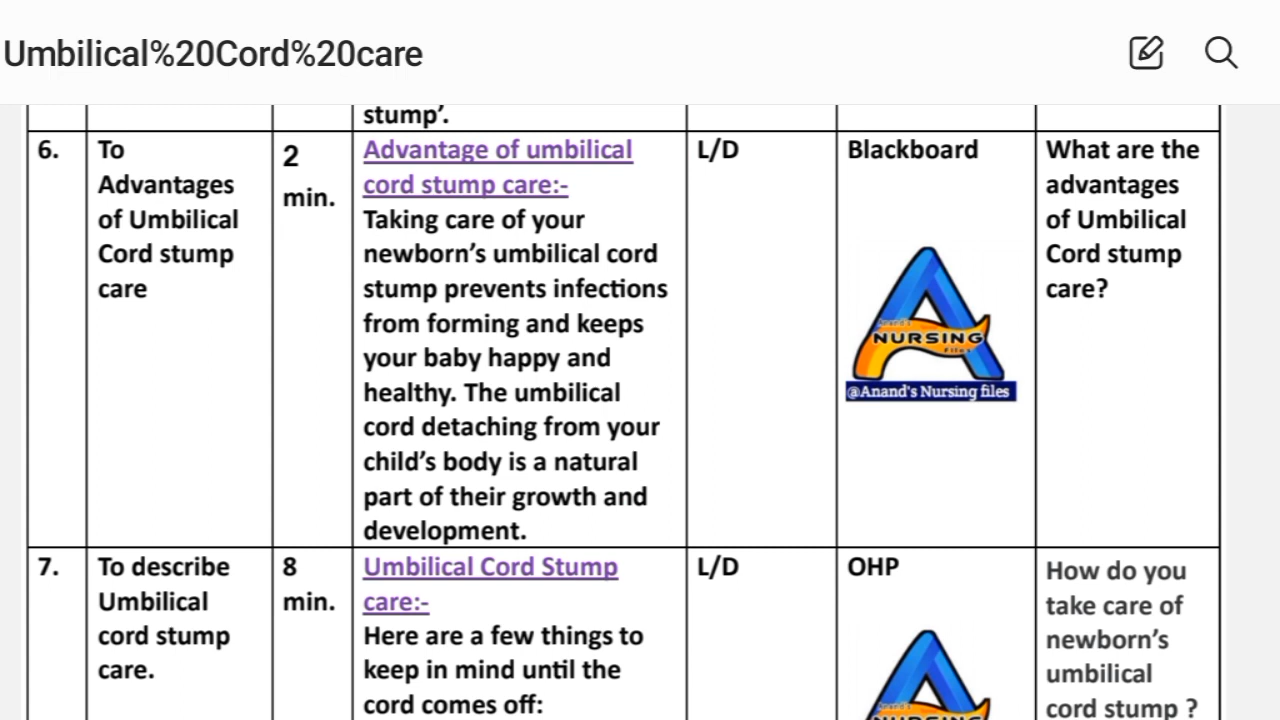 Umbilical%20Cord%20care
stump’.
6.
To
Advantages
of Umbilical
Cord stump
care
2
min.
Advantage of umbilical
cord stump care:-
Taking care of your
newborn’s umbilical cord
stump prevents infections
from forming and keeps
your baby happy and
healthy. The umbilical
cord detaching from your
child’s body is a natural
part of their growth and
development.
L/D
Blackboard
Anand's
NURSING
Files
@Anand's Nursing files
What are the
advantages
of Umbilical
Cord stump
care?
7.
To describe
Umbilical
cord stump
care.
8
min.
Umbilical Cord Stump
care:-
Here are a few things to
keep in mind until the
cord comes off:
L/D
OHP
Anand's
NURSING
How do you
take care of
newborn’s
umbilical
cord stump ?